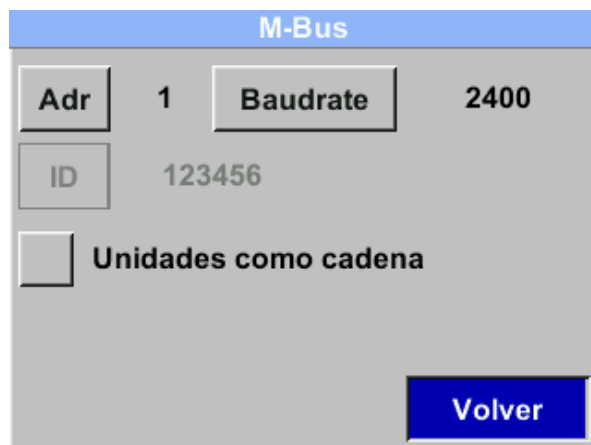 M-Bus
Adr 1 Baudrate 2400
ID 123456
Unidades como cadena
Volver